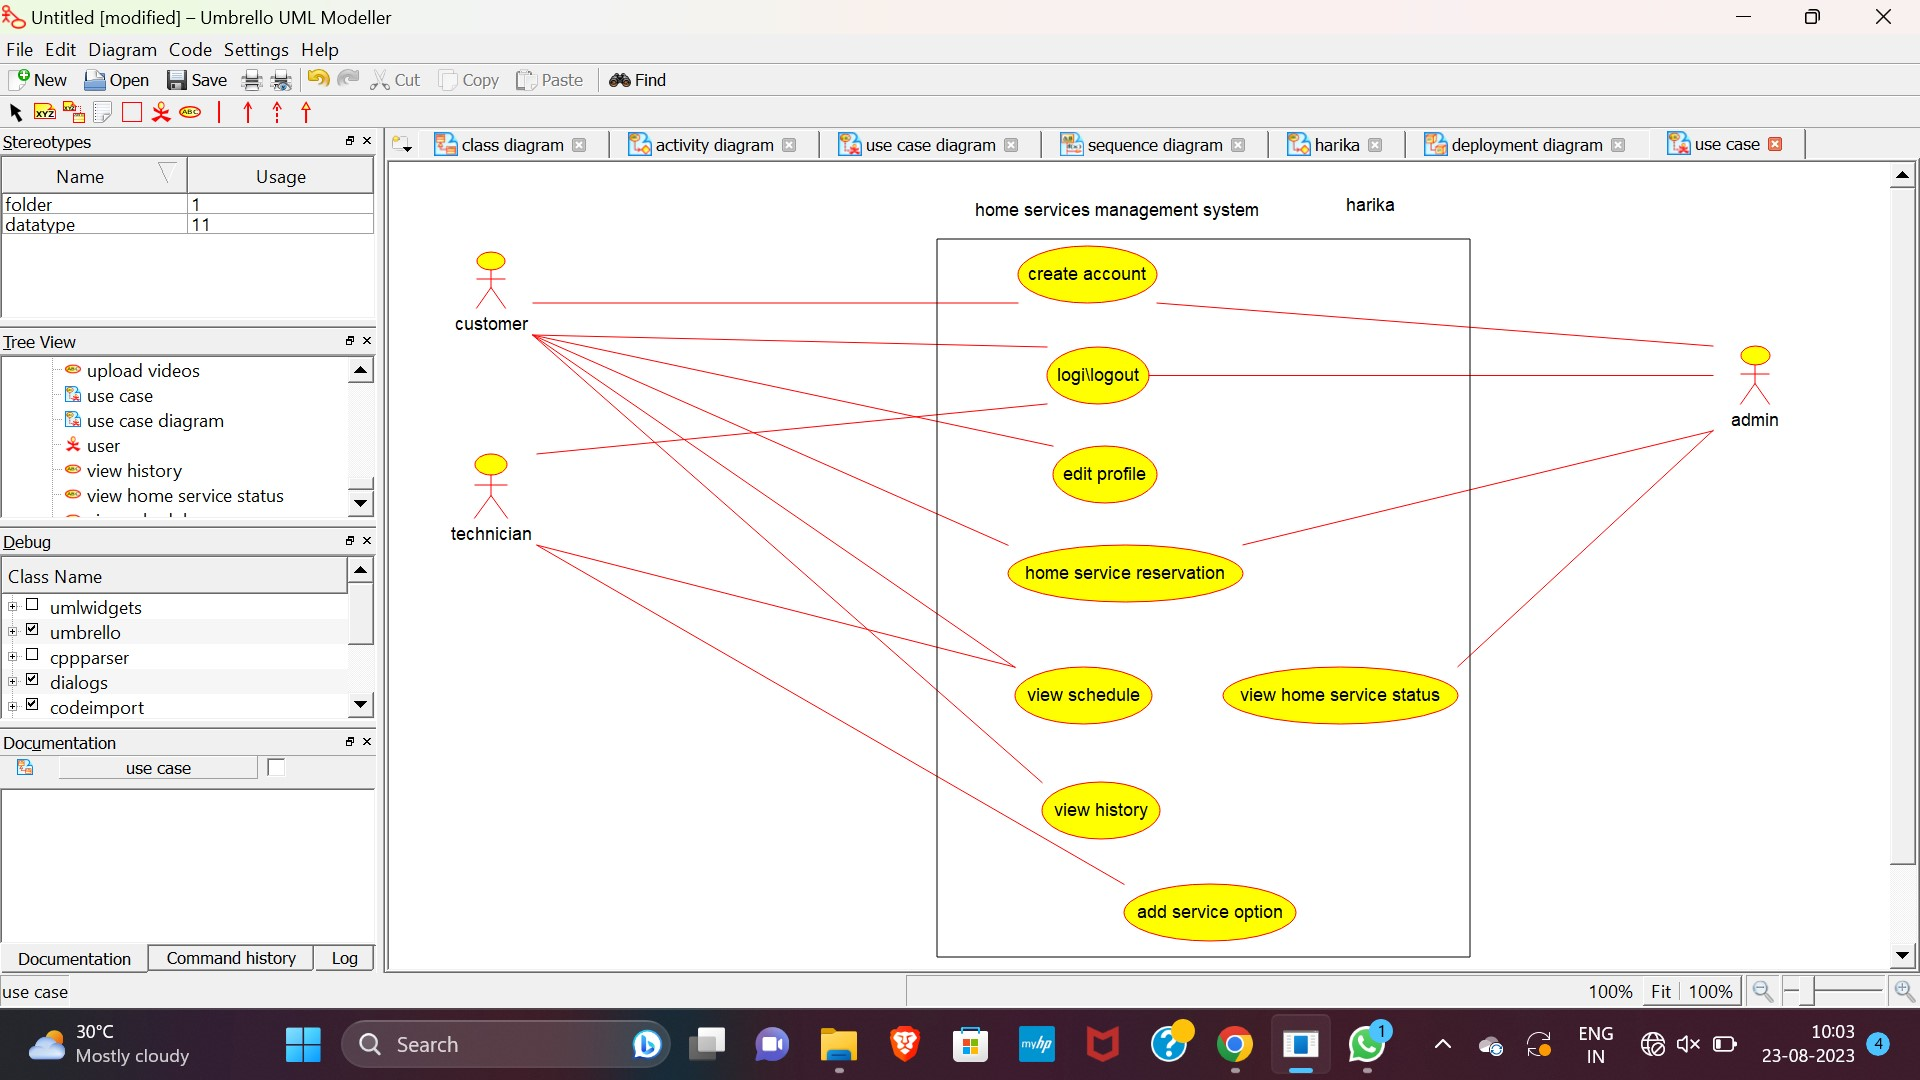 Untitled [modified] – Umbrello UML Modeller
File Edit Diagram Code Settings Help
New Open Save Cut Copy Paste Find
XYZ XYZ ABC
Stereotypes
Name Usage
folder 1
datatype 11
Tree View
upload videos
use case
use case diagram
user
view history
view home service status
Debug
Class Name
umlwidgets
umbrello
cppparser
dialogs
codeimport
Documentation
use case
Documentation Command history Log
class diagram activity diagram use case diagram sequence diagram harika deployment diagram use case
home services management system harika
create account
customer
logi\logout
admin
edit profile
technician
home service reservation
view schedule view home service status
view history
add service option
use case
100% Fit 100%
30°C
Mostly cloudy
Search
myhp
1
ENG
IN
10:03
23-08-2023
4